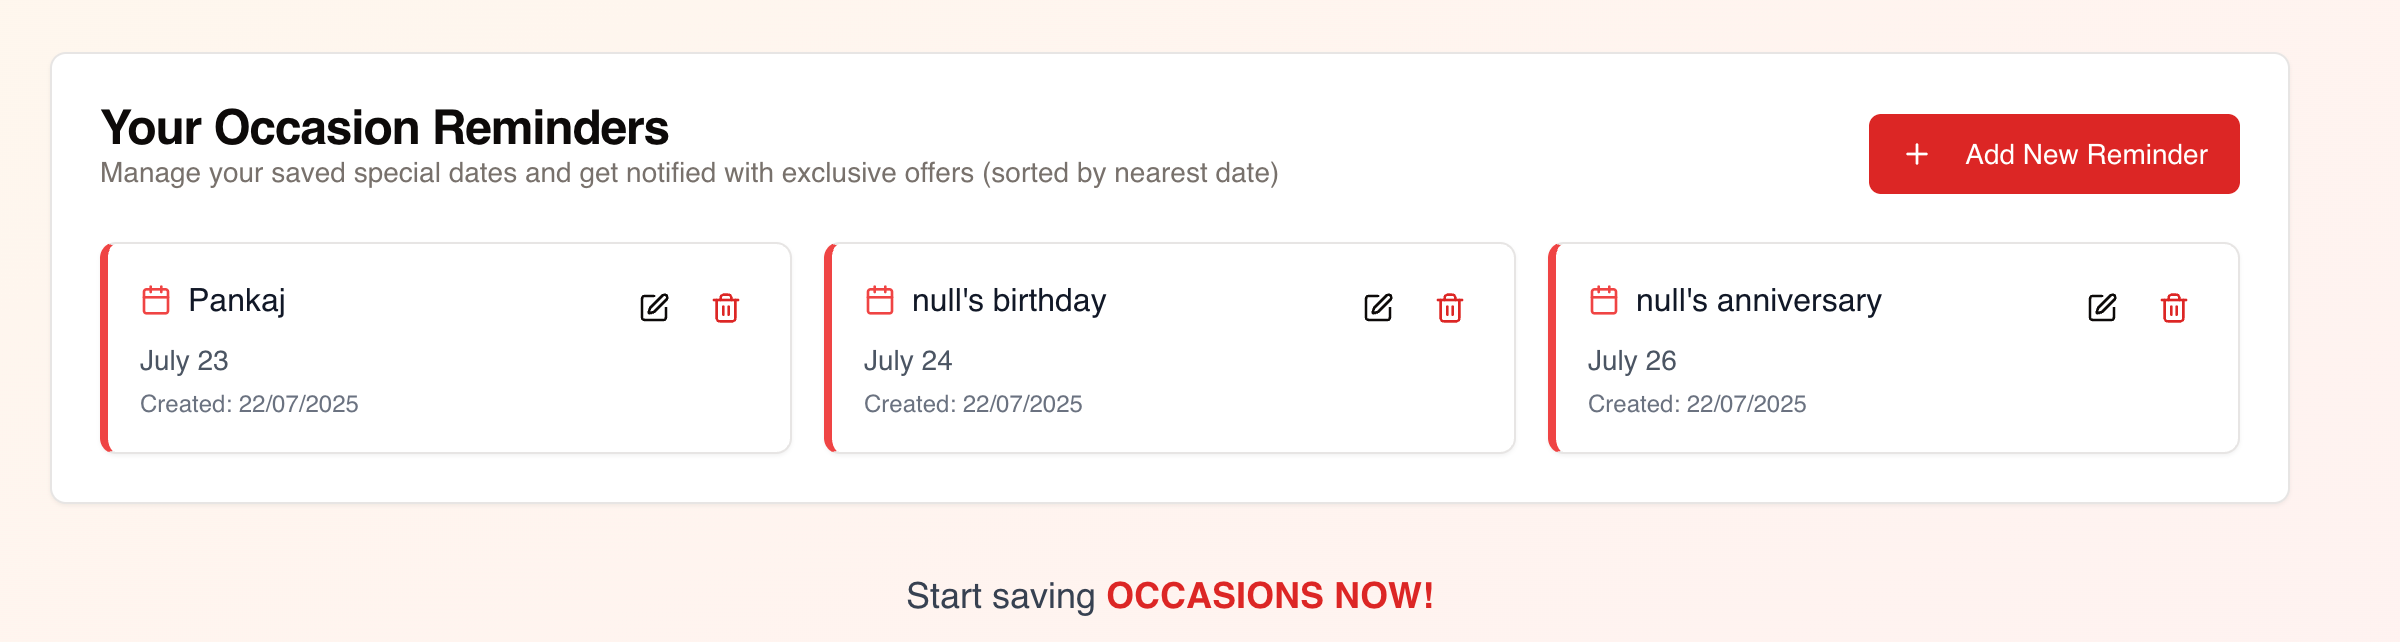 Your Occasion Reminders
Manage your saved special dates and get notified with exclusive offers (sorted by nearest date)
Add New Reminder
Pankaj
July 23
Created: 22/07/2025
null's birthday
July 24
Created: 22/07/2025
null's anniversary
July 26
Created: 22/07/2025
Start saving OCCASIONS NOW!